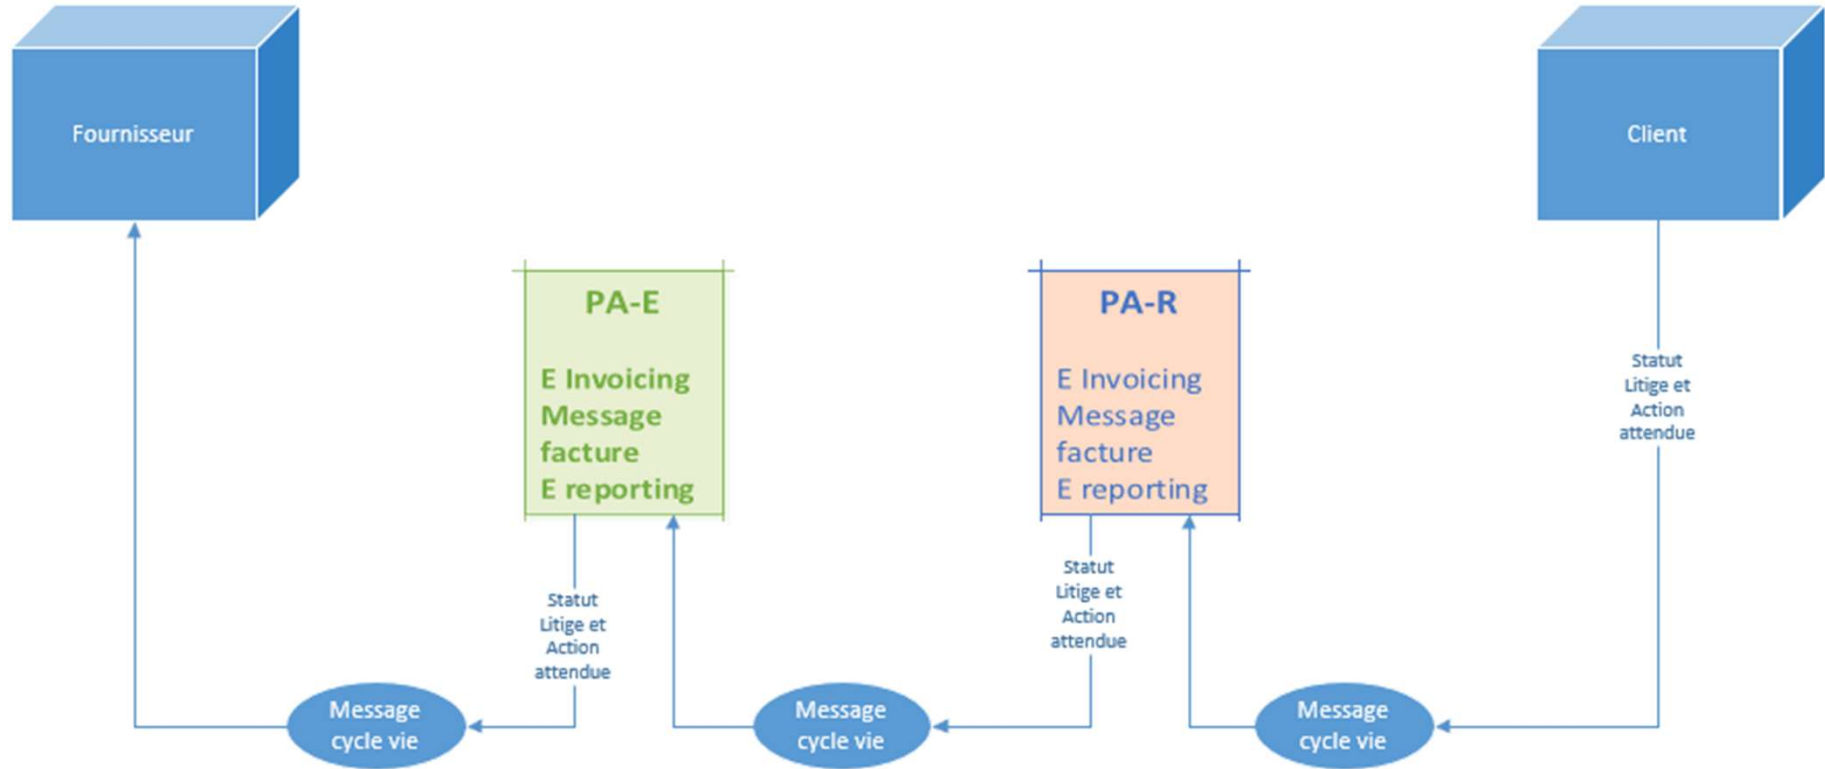 Fournisseur
Client
PA-E
E Invoicing
Message
facture
E reporting
PA-R
E Invoicing
Message
facture
E reporting
Statut
Litige et
Action
attendue
Statut
Litige et
Action
attendue
Statut
Litige et
Action
attendue
Message
cycle vie
Message
cycle vie
Message
cycle vie